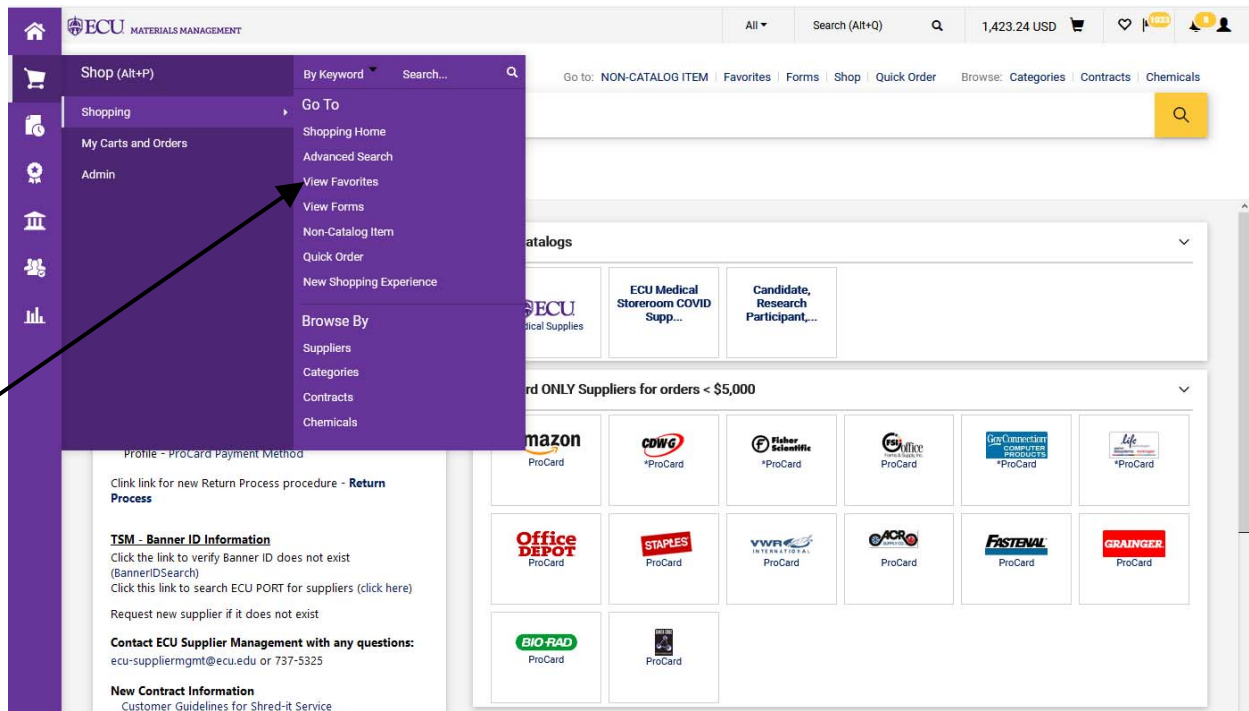 ECU MATERIALS MANAGEMENT
All
Search (Alt+Q)
1,423.24 USD
1033
Shop (Alt+P)
By Keyword
Search...
Go to: NON-CATALOG ITEM | Favorites | Forms | Shop | Quick Order Browse: Categories | Contracts | Chemicals
Shopping
My Carts and Orders
Admin
Go To
Shopping Home
Advanced Search
View Favorites
View Forms
Non-Catalog Item
Quick Order
New Shopping Experience
Browse By
Suppliers
Categories
Contracts
Chemicals
Profile - ProCard Payment Method
Clink link for new Return Process procedure - Return
Process
TSM - Banner ID Information
Click the link to verify Banner ID does not exist
(BannerIDSearch)
Click this link to search ECU PORT for suppliers (click here)
Request new supplier if it does not exist
Contact ECU Supplier Management with any questions:
ecu-suppliermgmt@ecu.edu or 737-5325
New Contract Information
Customer Guidelines for Shred-it Service
atalogs
ECU
dical Supplies
ECU Medical
Storeroom COVID
Supp...
Candidate,
Research
Participant,...
rd ONLY Suppliers for orders < $5,000
mazon
ProCard
CDWG
*ProCard
Fisher
Scientific
*ProCard
FSIoffice
ProCard
GovConnection
COMPUTER
PRODUCTS
*ProCard
life
*ProCard
Office
DEPOT
ProCard
STAPLES
ProCard
VWR
INTERNATIONAL
ProCard
ACR
ProCard
FASTENAL
ProCard
GRAINGER
ProCard
BIO-RAD
ProCard
ProCard